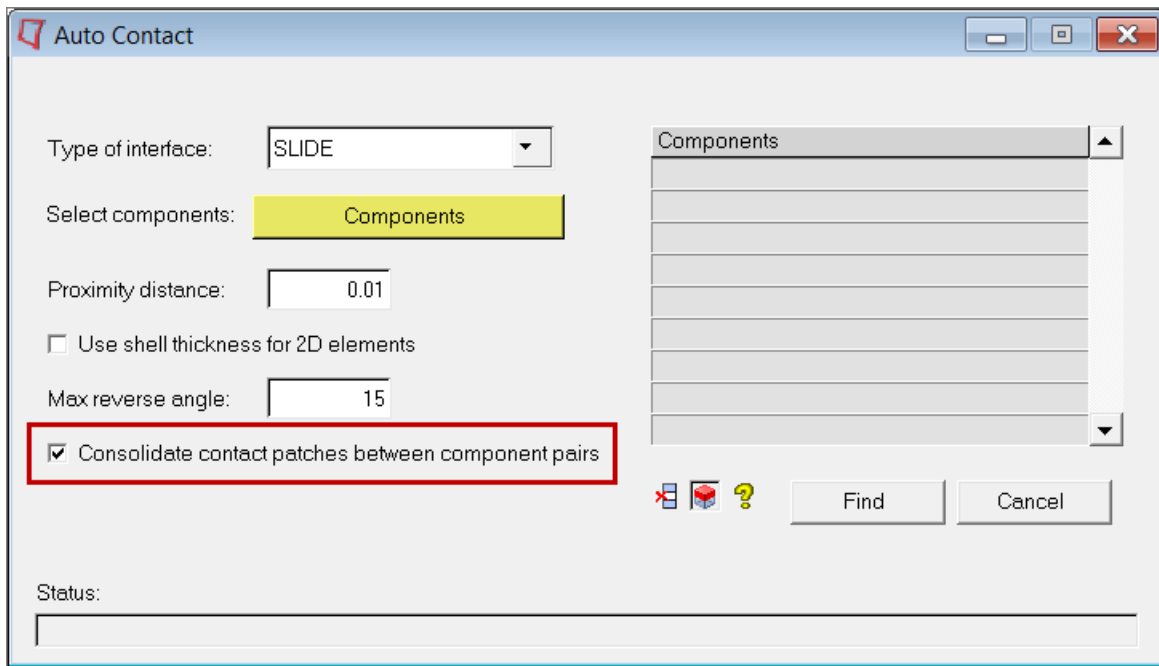 Auto Contact
Type of interface: SLIDE
Select components: Components
Proximity distance: 0.01
Use shell thickness for 2D elements
Max reverse angle: 15
Consolidate contact patches between component pairs
Components
Find Cancel
Status: